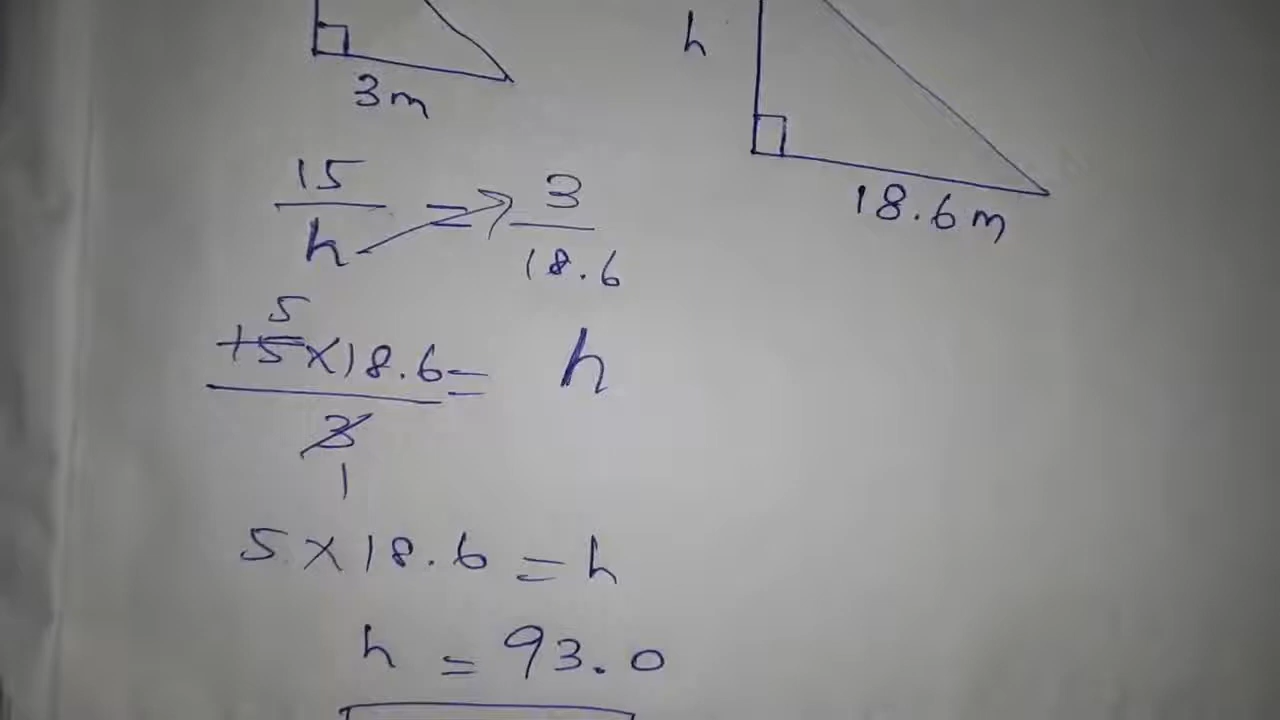 h
3m
18.6m
15/h = 3/18.6
5
15×18.6/3 = h
1
5×18.6 = h
h = 93.0